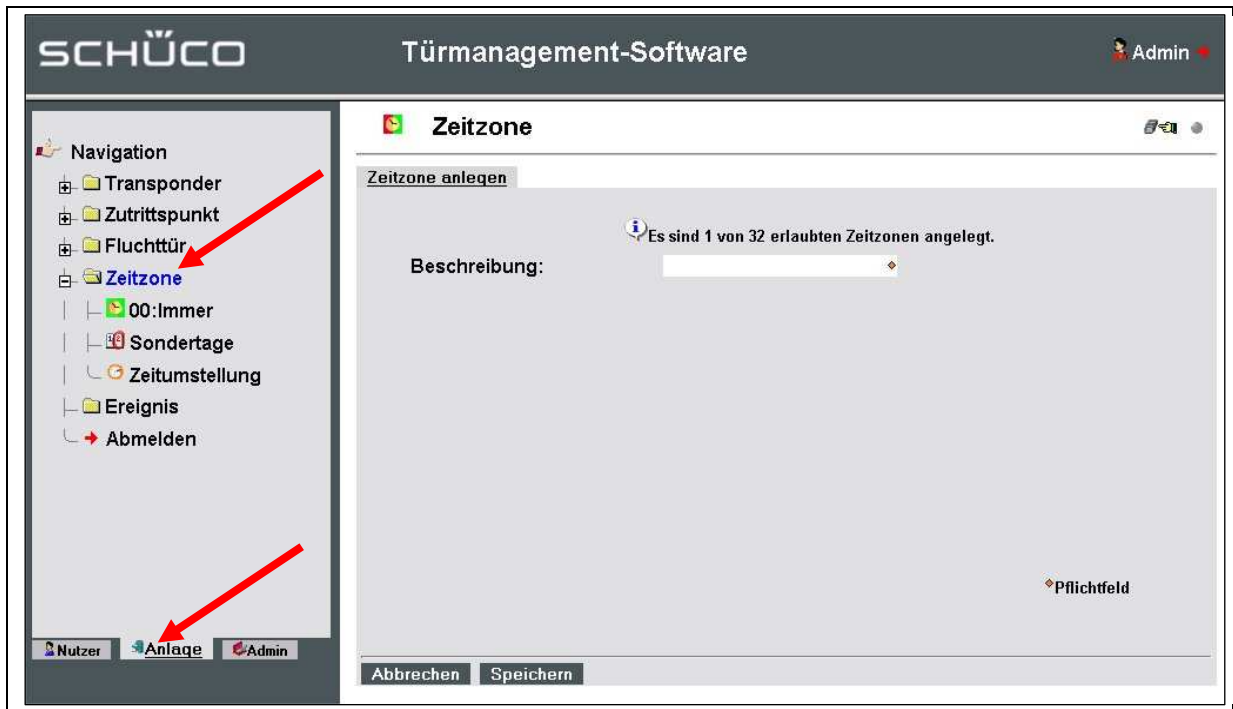 SCHÜCO
Türmanagement-Software
Admin
Navigation
Transponder
Zutrittspunkt
Fluchttür
Zeitzone
00:Immer
Sondertage
Zeitumstellung
Ereignis
Abmelden
Nutzer Anlage Admin
Zeitzone
Zeitzone anlegen
Es sind 1 von 32 erlaubten Zeitzonen angelegt.
Beschreibung:
Pflichtfeld
Abbrechen Speichern